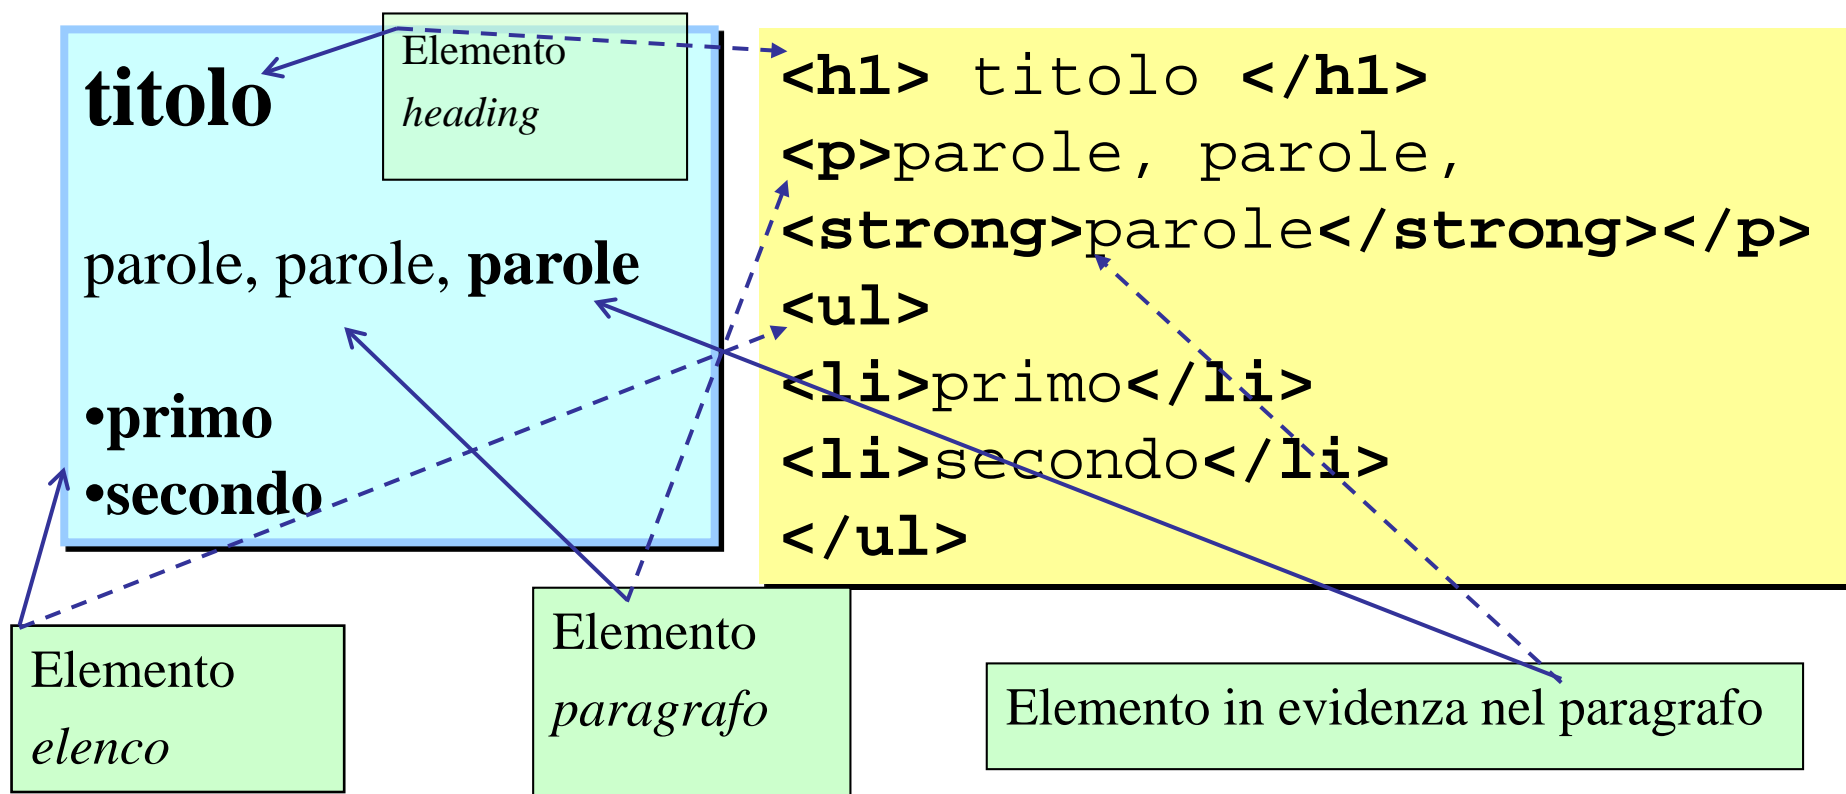 titolo
parole, parole, parole
•primo
•secondo
Elemento
heading
<h1> titolo </h1>
<p>parole, parole,
<strong>parole</strong></p>
<ul>
<li>primo</li>
<li>secondo</li>
</ul>
Elemento
elenco
Elemento
paragrafo
Elemento in evidenza nel paragrafo